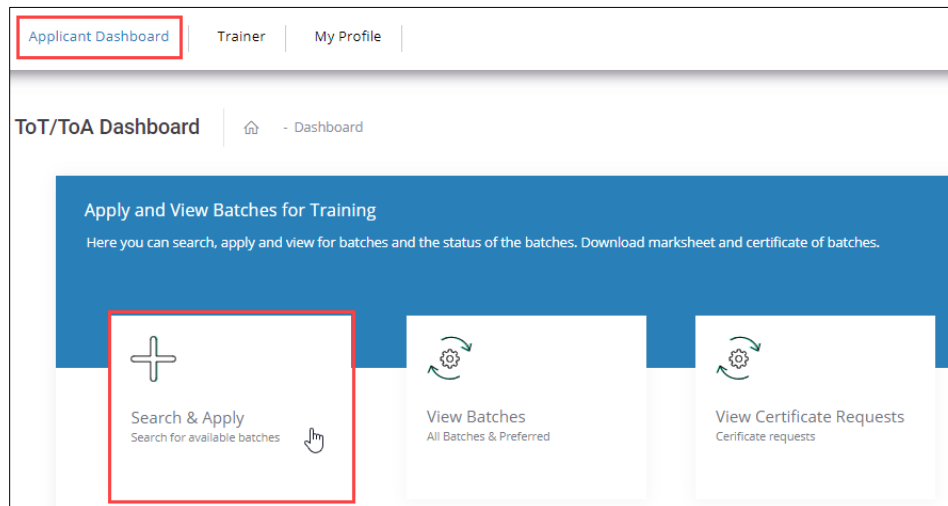 Applicant Dashboard Trainer My Profile
ToT/ToA Dashboard - Dashboard
Apply and View Batches for Training
Here you can search, apply and view for batches and the status of the batches. Download marksheet and certificate of batches.
Search & Apply
Search for available batches
View Batches
All Batches & Preferred
View Certificate Requests
Cerificate requests